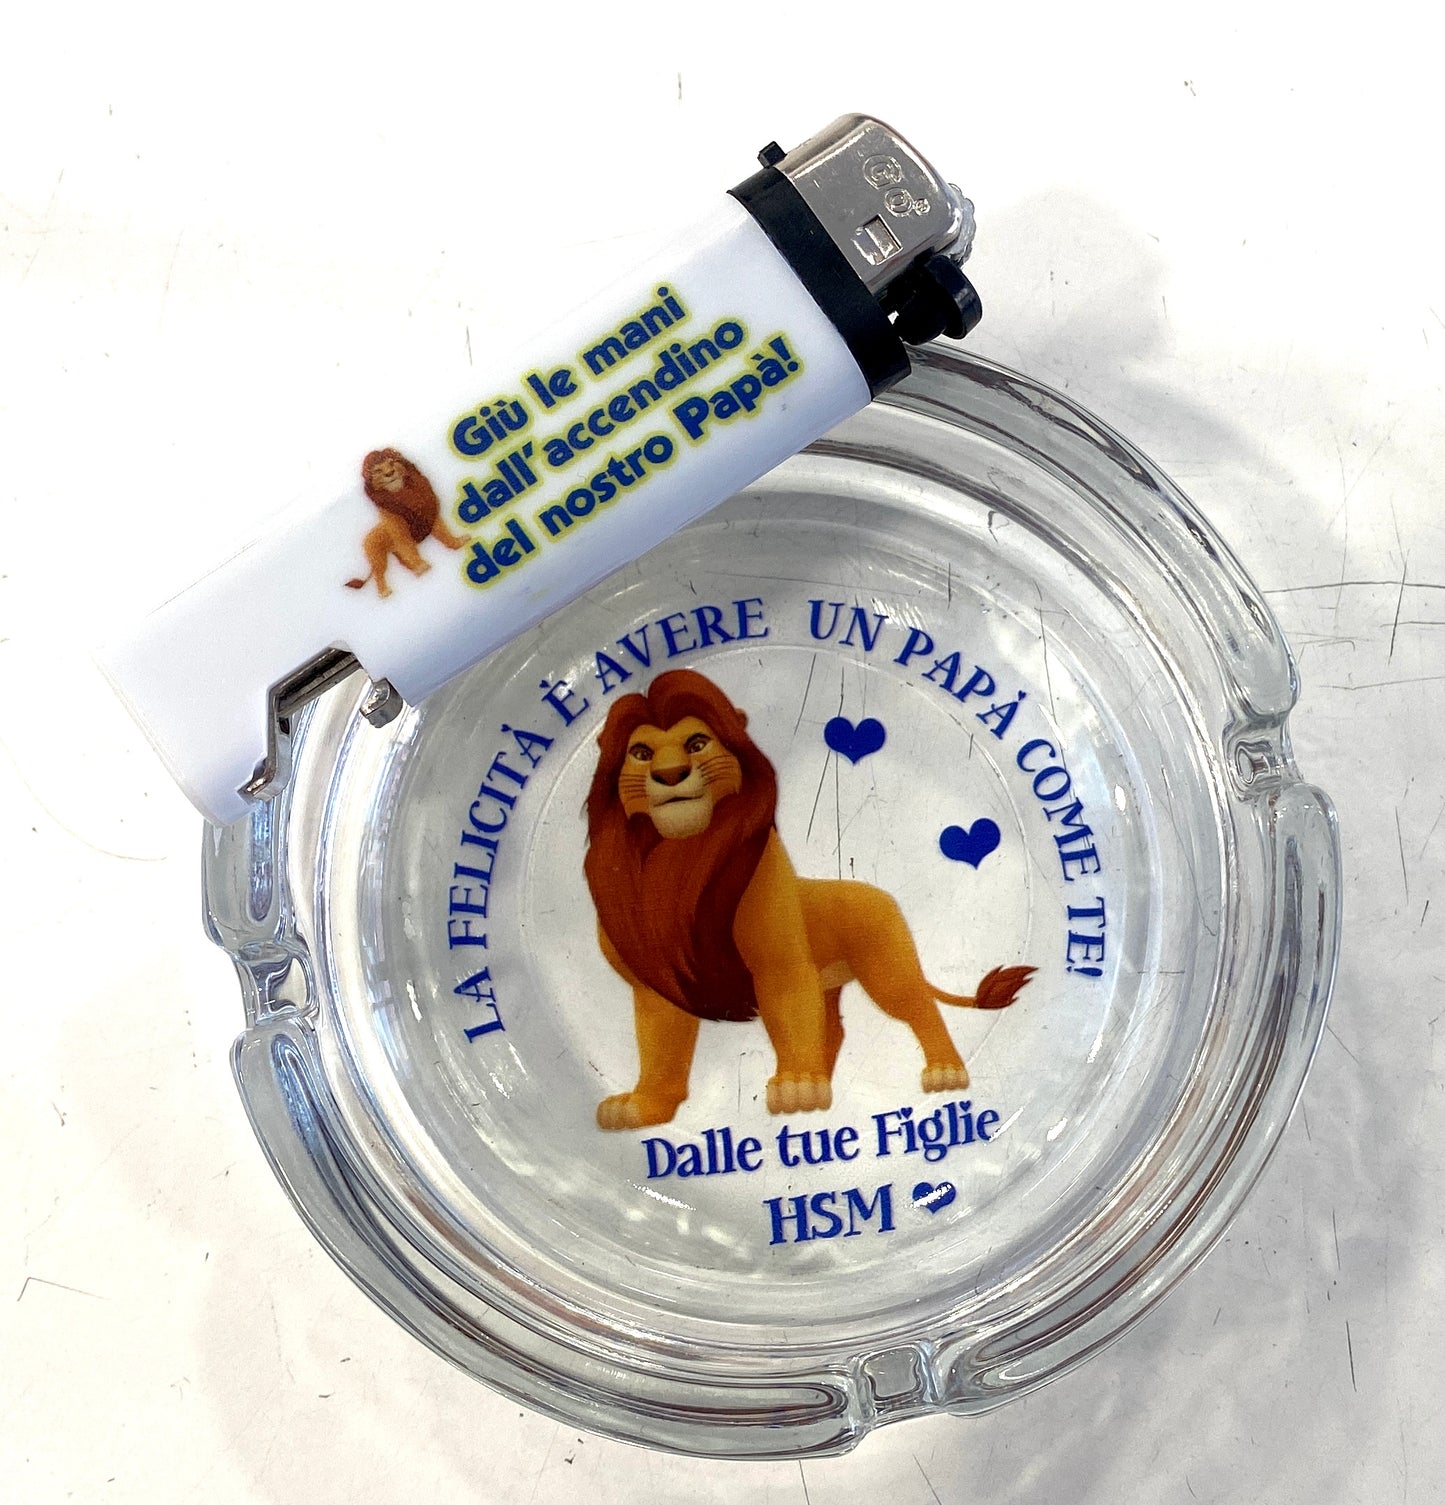 GO
Giù le mani
dall'accendino
del nostro Papà!
LA FELICITÀ È AVERE UN PAPÀ COME TE!
Dalle tue Figlie
HSM